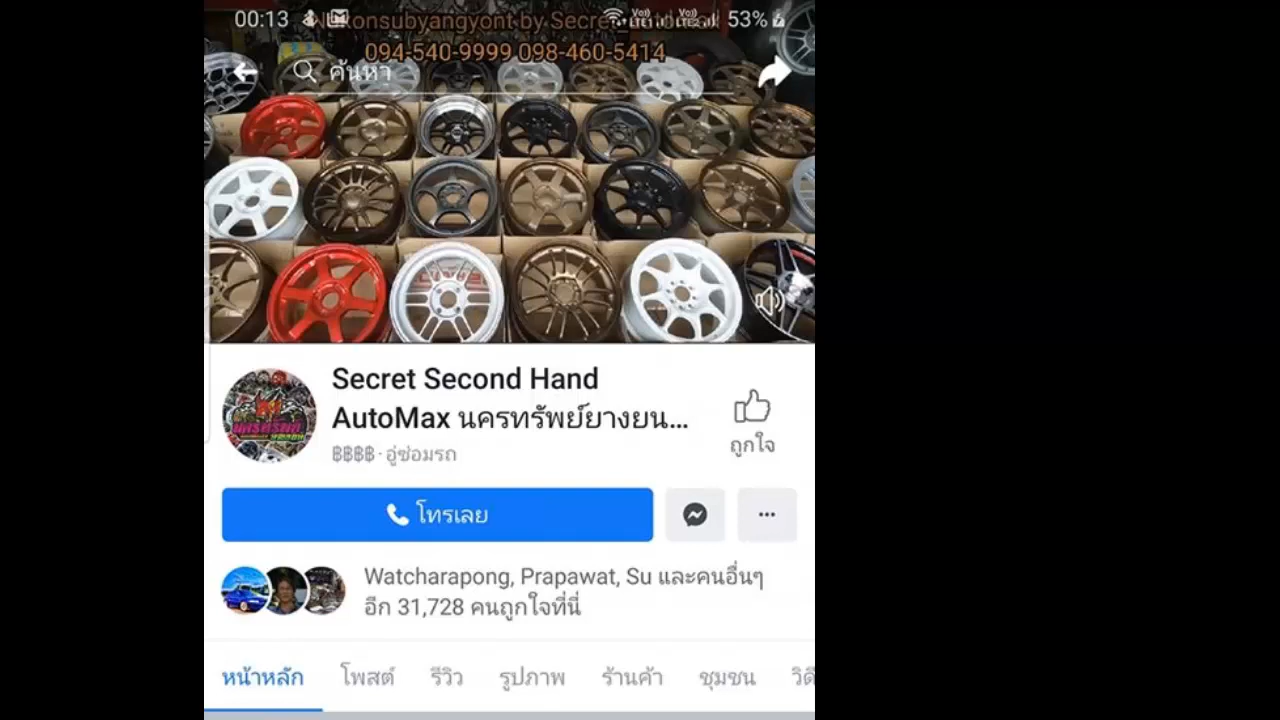 00:13
53%
Nakonsubyangyont by Secret
094-540-9999 098-460-5414
ค้นหา
Secret Second Hand
AutoMax นครทรัพย์ยางยน...
฿฿฿฿ · อู่ซ่อมรถ
ถูกใจ
โทรเลย
Watcharapong, Prapawat, Su และคนอื่นๆ
อีก 31,728 คนถูกใจที่นี่
หน้าหลัก โพสต์ รีวิว รูปภาพ ร้านค้า ชุมชน วิดี